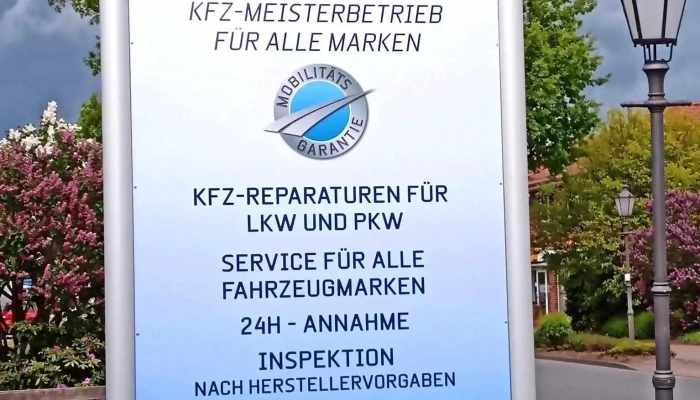 KFZ-MEISTERBETRIEB
FÜR ALLE MARKEN
MOBILITÄTS
GARANTIE
KFZ-REPARATUREN FÜR
LKW UND PKW
SERVICE FÜR ALLE
FAHRZEUGMARKEN
24H - ANNAHME
INSPEKTION
NACH HERSTELLERVORGABEN